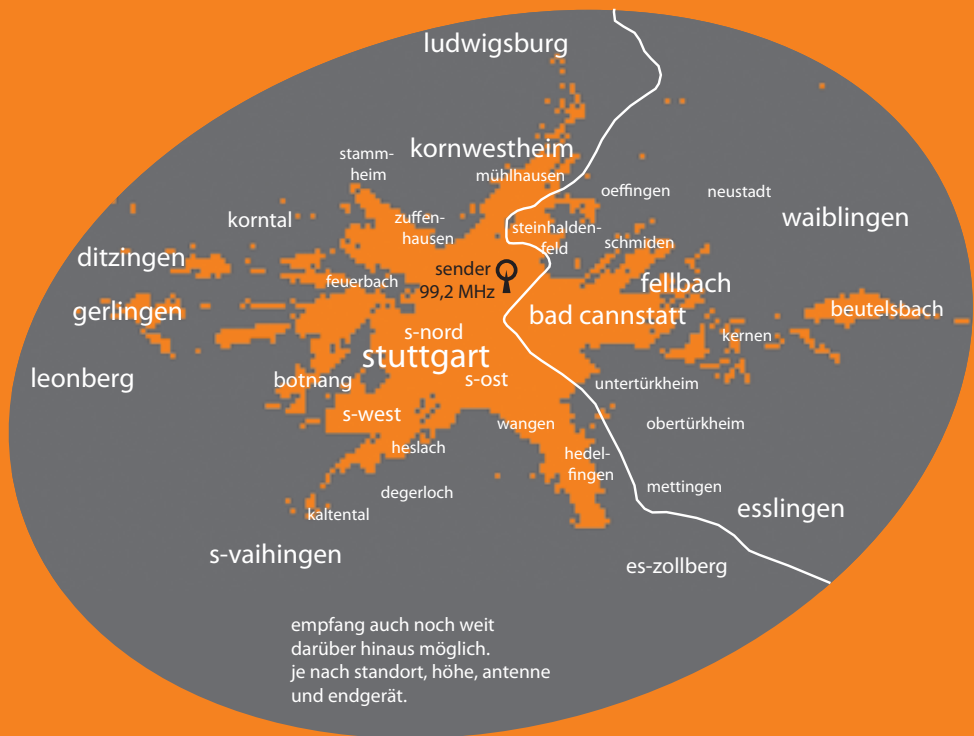 ludwigsburg
kornwestheim
stamm-
heim
mühlhausen
oeffingen
neustadt
waiblingen
korntal
zuffen-
hausen
steinhalden-
feld
schmiden
ditzingen
sender
99,2 MHz
feuerbach
fellbach
gerlingen
bad cannstatt
beutelsbach
s-nord
kernen
stuttgart
leonberg
botnang
s-ost
untertürkheim
s-west
wangen
obertürkheim
heslach
hedel-
fingen
degerloch
mettingen
kaltental
esslingen
s-vaihingen
es-zollberg
empfang auch noch weit
darüber hinaus möglich.
je nach standort, höhe, antenne
und endgerät.